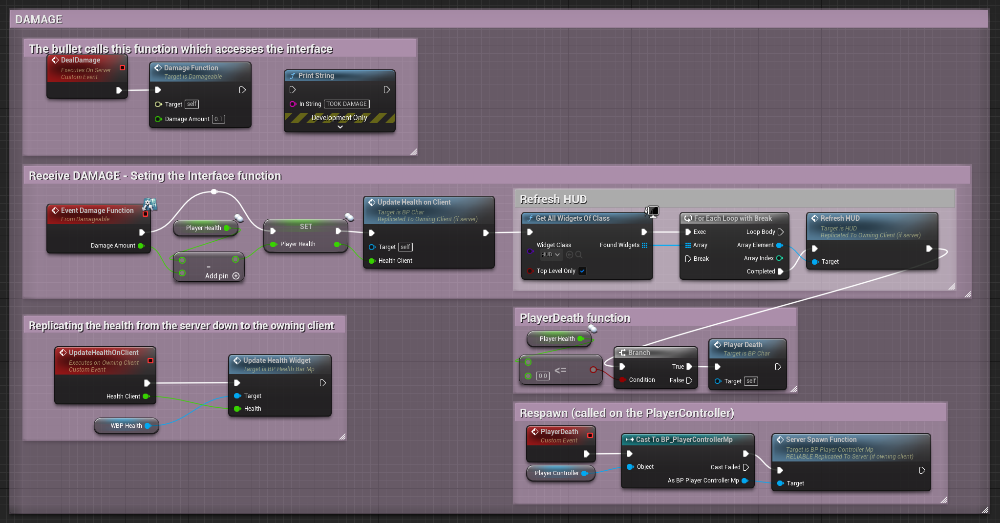 DAMAGE
The bullet calls this function which accesses the interface
DealDamage
Executes On Server
Custom Event
Damage Function
Target is Damageable
Target self
Damage Amount 0.1
Print String
In String TOOK DAMAGE
Development Only
Receive DAMAGE - Seting the Interface function
Event Damage Function
From Damageable
Damage Amount
Player Health
-
Add pin
SET
Player Health
Update Health on Client
Target is BP Char
Replicated To Owning Client (if server)
Target self
Health Client
Refresh HUD
Get All Widgets Of Class
Widget Class
HUD
Found Widgets
Top Level Only
For Each Loop with Break
Exec
Loop Body
Array
Array Element
Array Index
Break
Completed
Refresh HUD
Target is HUD
Replicated To Owning Client (if server)
Target
Replicating the health from the server down to the owning client
UpdateHealthOnClient
Executes on Owning Client
Custom Event
Health Client
WBP Health
Update Health Widget
Target is BP Health Bar Mp
Target
Health
PlayerDeath function
Player Health
0.0
<=
Branch
True
Condition
False
Player Death
Target is BP Char
Target self
Respawn (called on the PlayerController)
PlayerDeath
Custom Event
Player Controller
Cast To BP_PlayerControllerMp
Object
Cast Failed
As BP Player Controller Mp
Server Spawn Function
Target is BP Player Controller Mp
RELIABLE Replicated To Server (if owning client)
Target